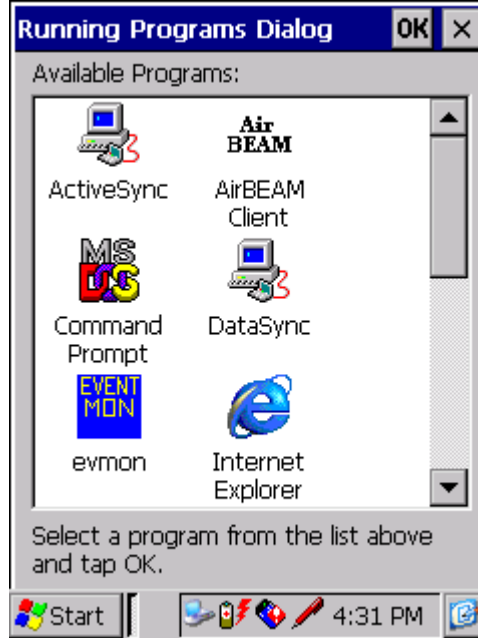 Running Programs Dialog OK ×
Available Programs:
Air
BEAM
ActiveSync AirBEAM
Client
MS
DOS
Command DataSync
Prompt
EVENT
MON
evmon Internet
Explorer
Select a program from the list above
and tap OK.
Start 4:31 PM